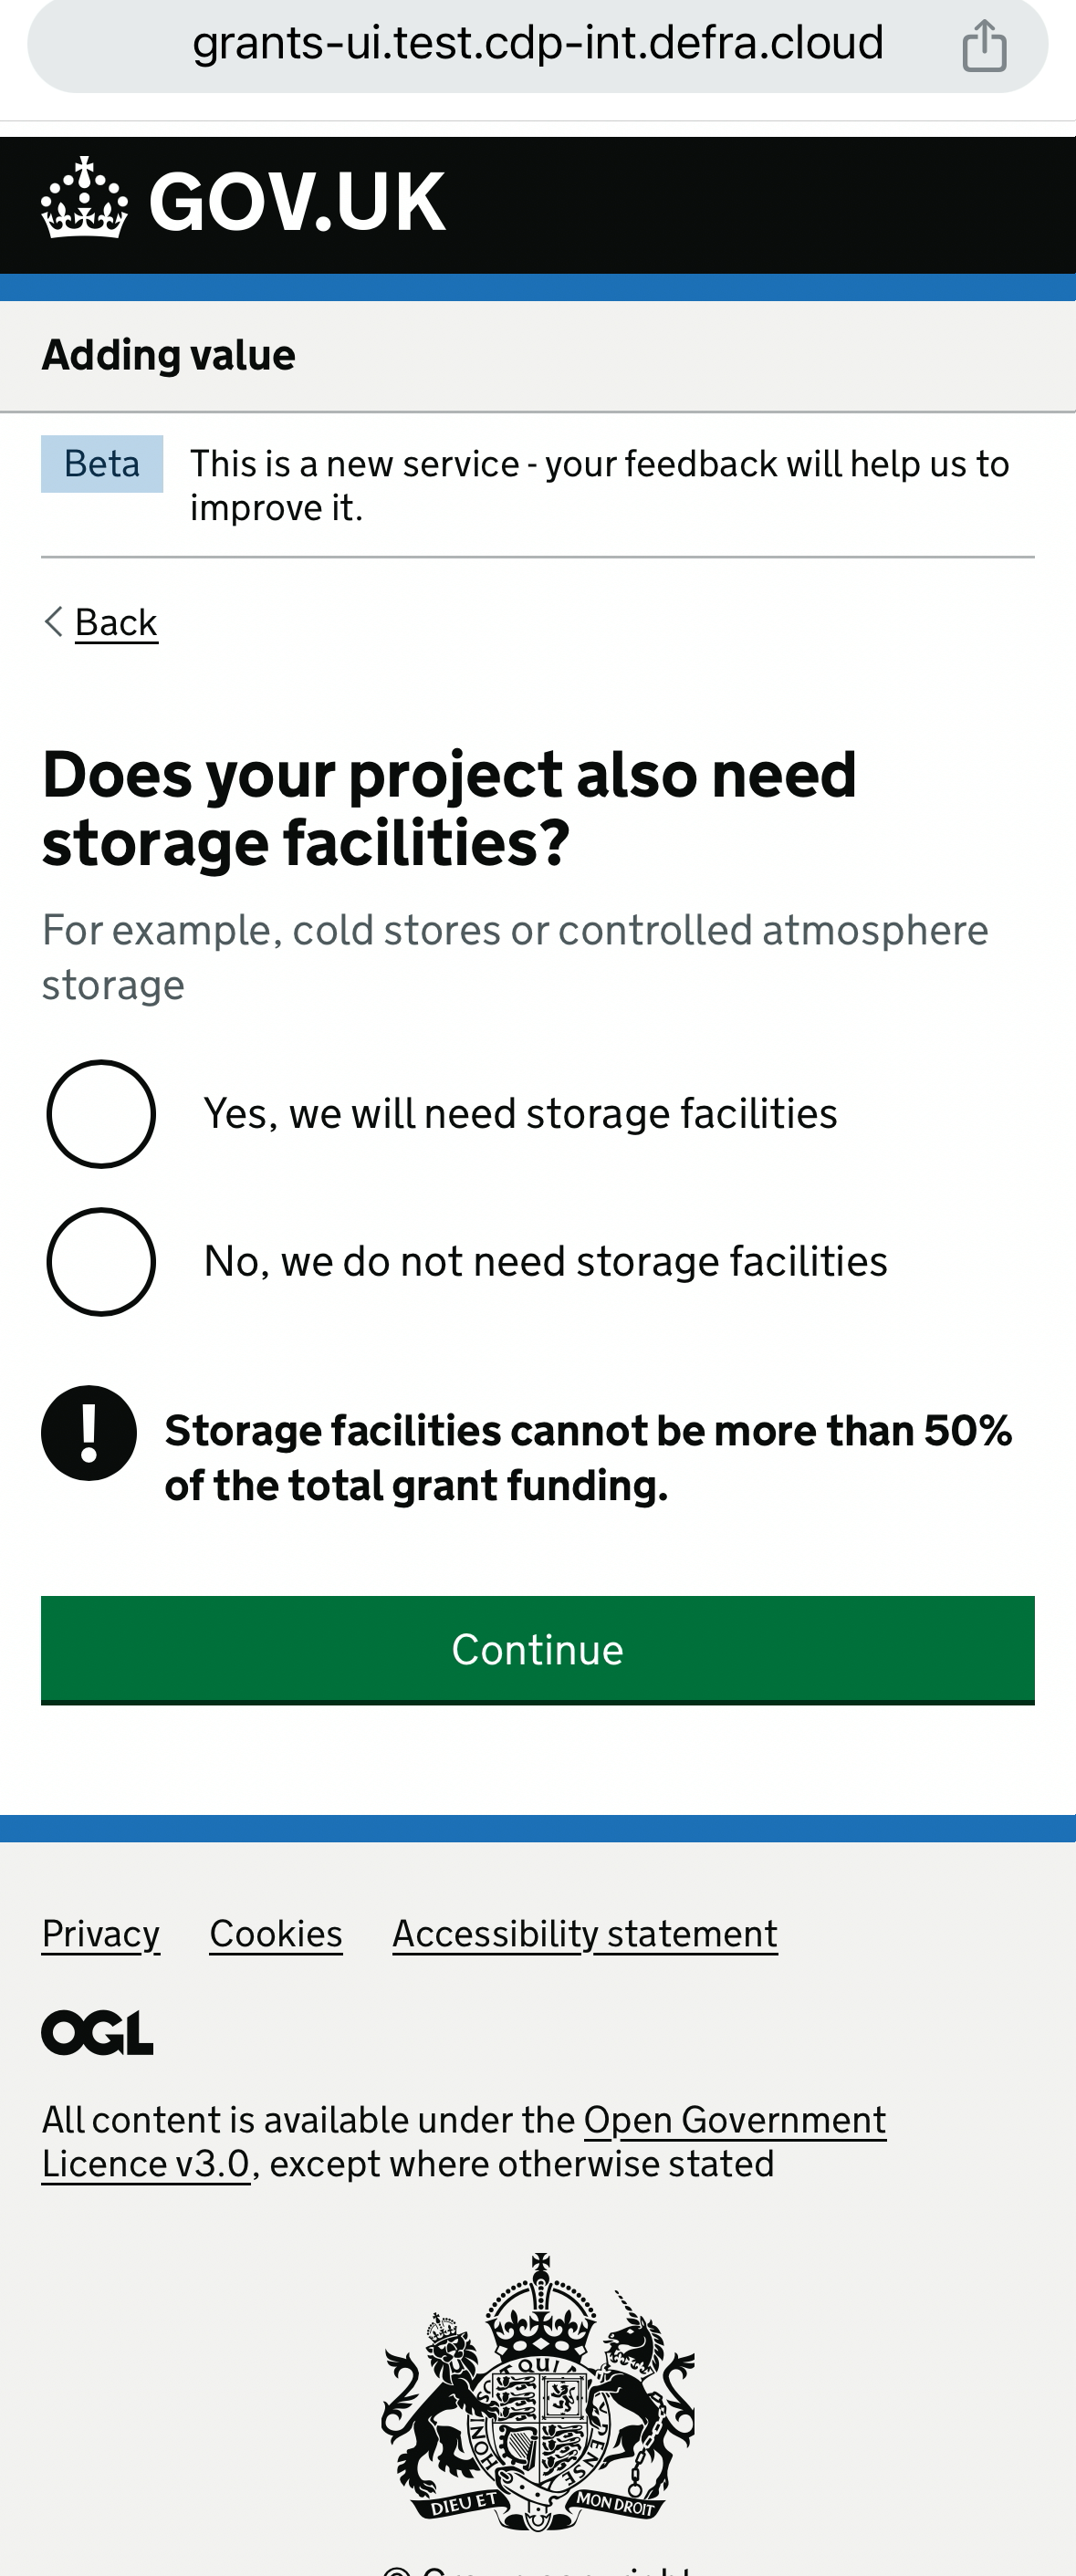 grants-ui.test.cdp-int.defra.cloud
GOV.UK
Adding value
Beta
This is a new service - your feedback will help us to
improve it.
Back
Does your project also need
storage facilities?
For example, cold stores or controlled atmosphere
storage
Yes, we will need storage facilities
No, we do not need storage facilities
! Storage facilities cannot be more than 50%
of the total grant funding.
Continue
Privacy Cookies Accessibility statement
OGL
All content is available under the Open Government
Licence v3.0, except where otherwise stated
QUI
HONI
PENSE
DIEU ET MON DROIT
© Crown copyright